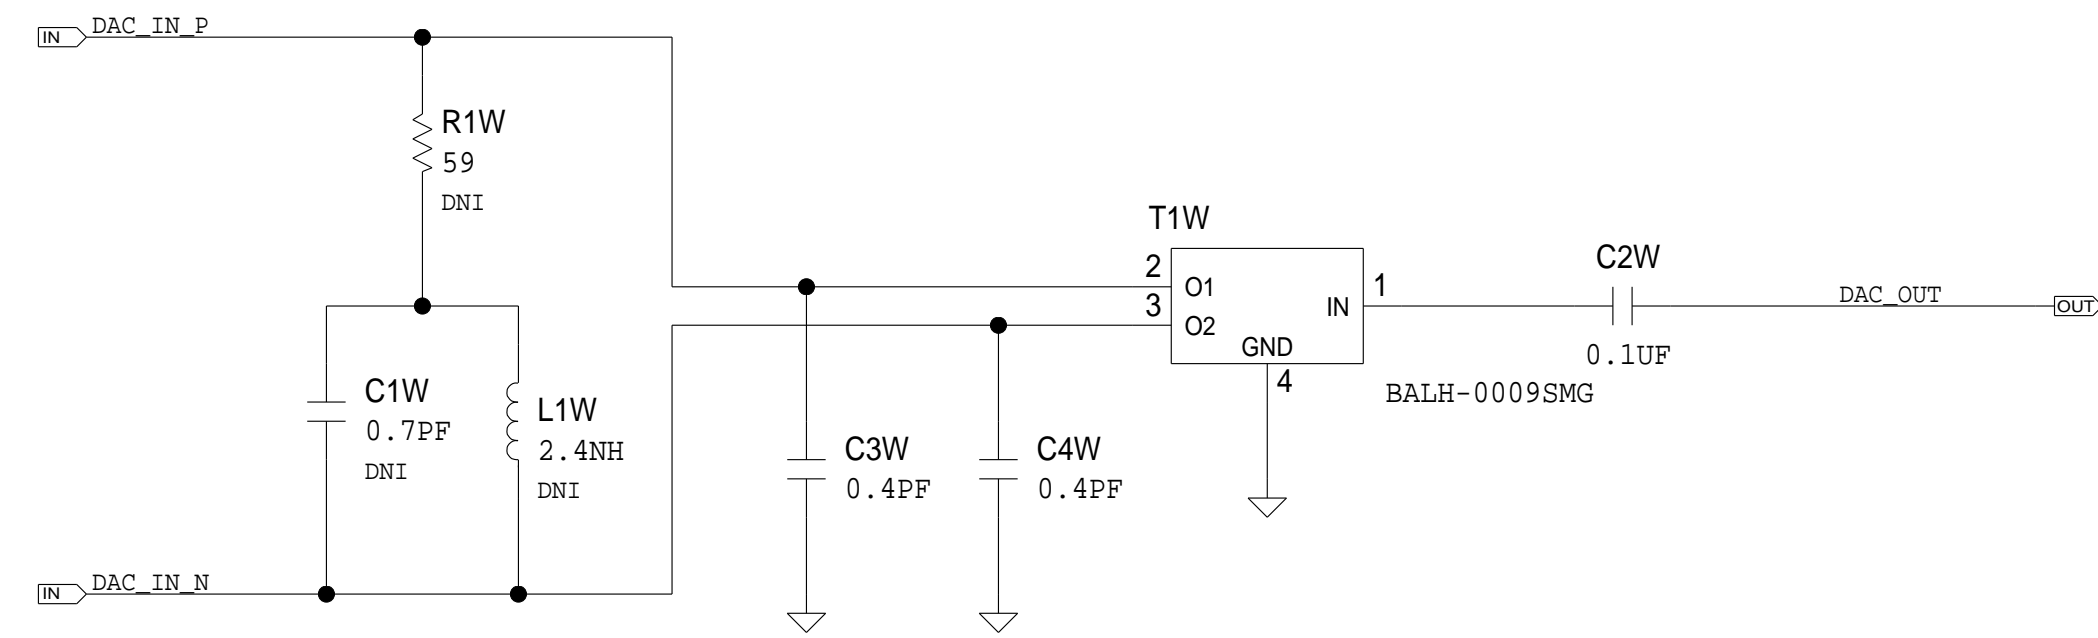 IN DAC_IN_P
R1W
59
DNI
T1W
2
O1
3
O2
IN
1
GND
4
BALH-0009SMG
C2W
0.1UF
DAC_OUT
OUT
C1W
0.7PF
DNI
L1W
2.4NH
DNI
C3W
0.4PF
C4W
0.4PF
IN DAC_IN_N